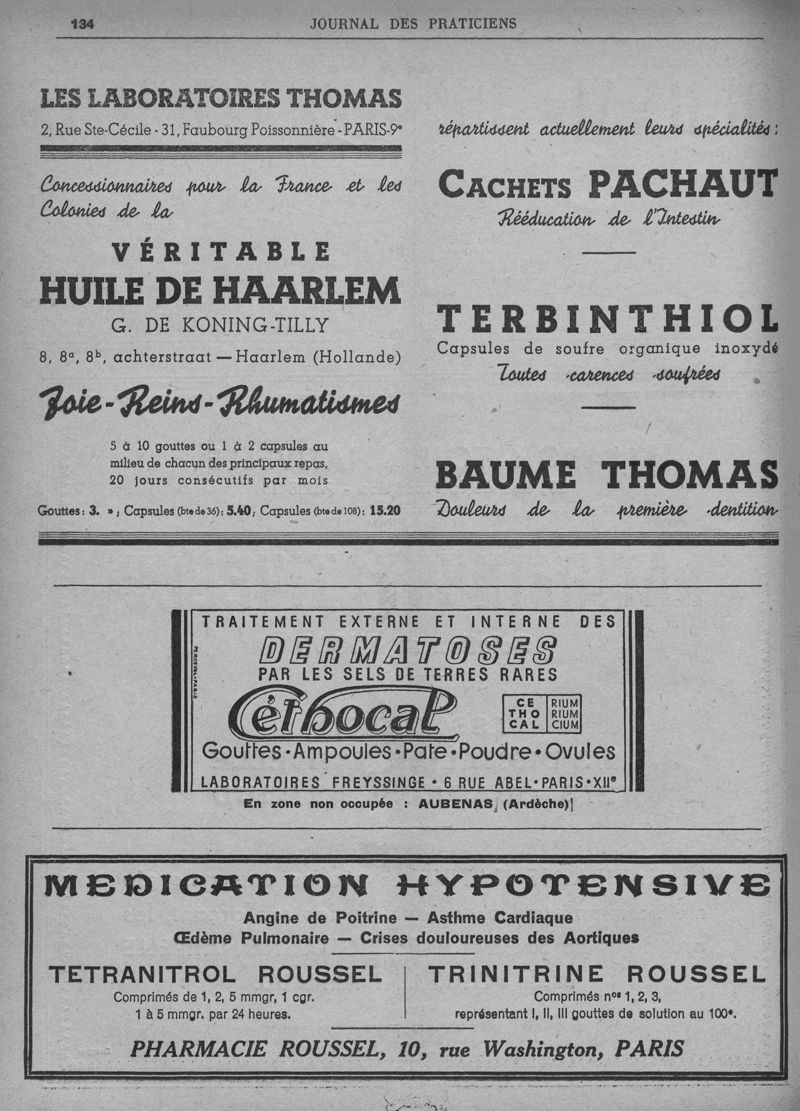 134
JOURNAL DES PRATICIENS
LES LABORATOIRES THOMAS
2, Rue Ste-Cécile - 31, Faubourg Poissonnière - PARIS-9e
Concessionnaires pour la France et les
Colonies de la
VÉRITABLE
HUILE DE HAARLEM
G. DE KONING-TILLY
8, 8a, 8b, achterstraat — Haarlem (Hollande)
Foie - Reins - Rhumatismes
5 à 10 gouttes ou 1 à 2 capsules au
milieu de chacun des principaux repas,
20 jours consécutifs par mois
Gouttes : 3. » ; Capsules (bte de 36) : 5.40 ; Capsules (bte de 108) : 15.20
répartissent actuellement leurs spécialités :
CACHETS PACHAUT
Rééducation de l'Intestin
TERBINTHIOL
Capsules de soufre organique inoxydé
Toutes carences soufrées
BAUME THOMAS
Douleurs de la première dentition
TRAITEMENT EXTERNE ET INTERNE DES
DERMATOSES
PAR LES SELS DE TERRES RARES
Céthocal
CE RIUM
THO RIUM
CAL CIUM
Gouttes • Ampoules • Pate • Poudre • Ovules
LABORATOIRES FREYSSINGE • 6 RUE ABEL • PARIS • XIIe
En zone non occupée : AUBENAS (Ardèche)
MEDICATION HYPOTENSIVE
Angine de Poitrine — Asthme Cardiaque
Œdème Pulmonaire — Crises douloureuses des Aortiques
TETRANITROL ROUSSEL
Comprimés de 1, 2, 5 mmgr, 1 cgr.
1 à 5 mmgr. par 24 heures.
TRINITRINE ROUSSEL
Comprimés nos 1, 2, 3,
représentant I, II, III gouttes de solution au 100e.
PHARMACIE ROUSSEL, 10, rue Washington, PARIS